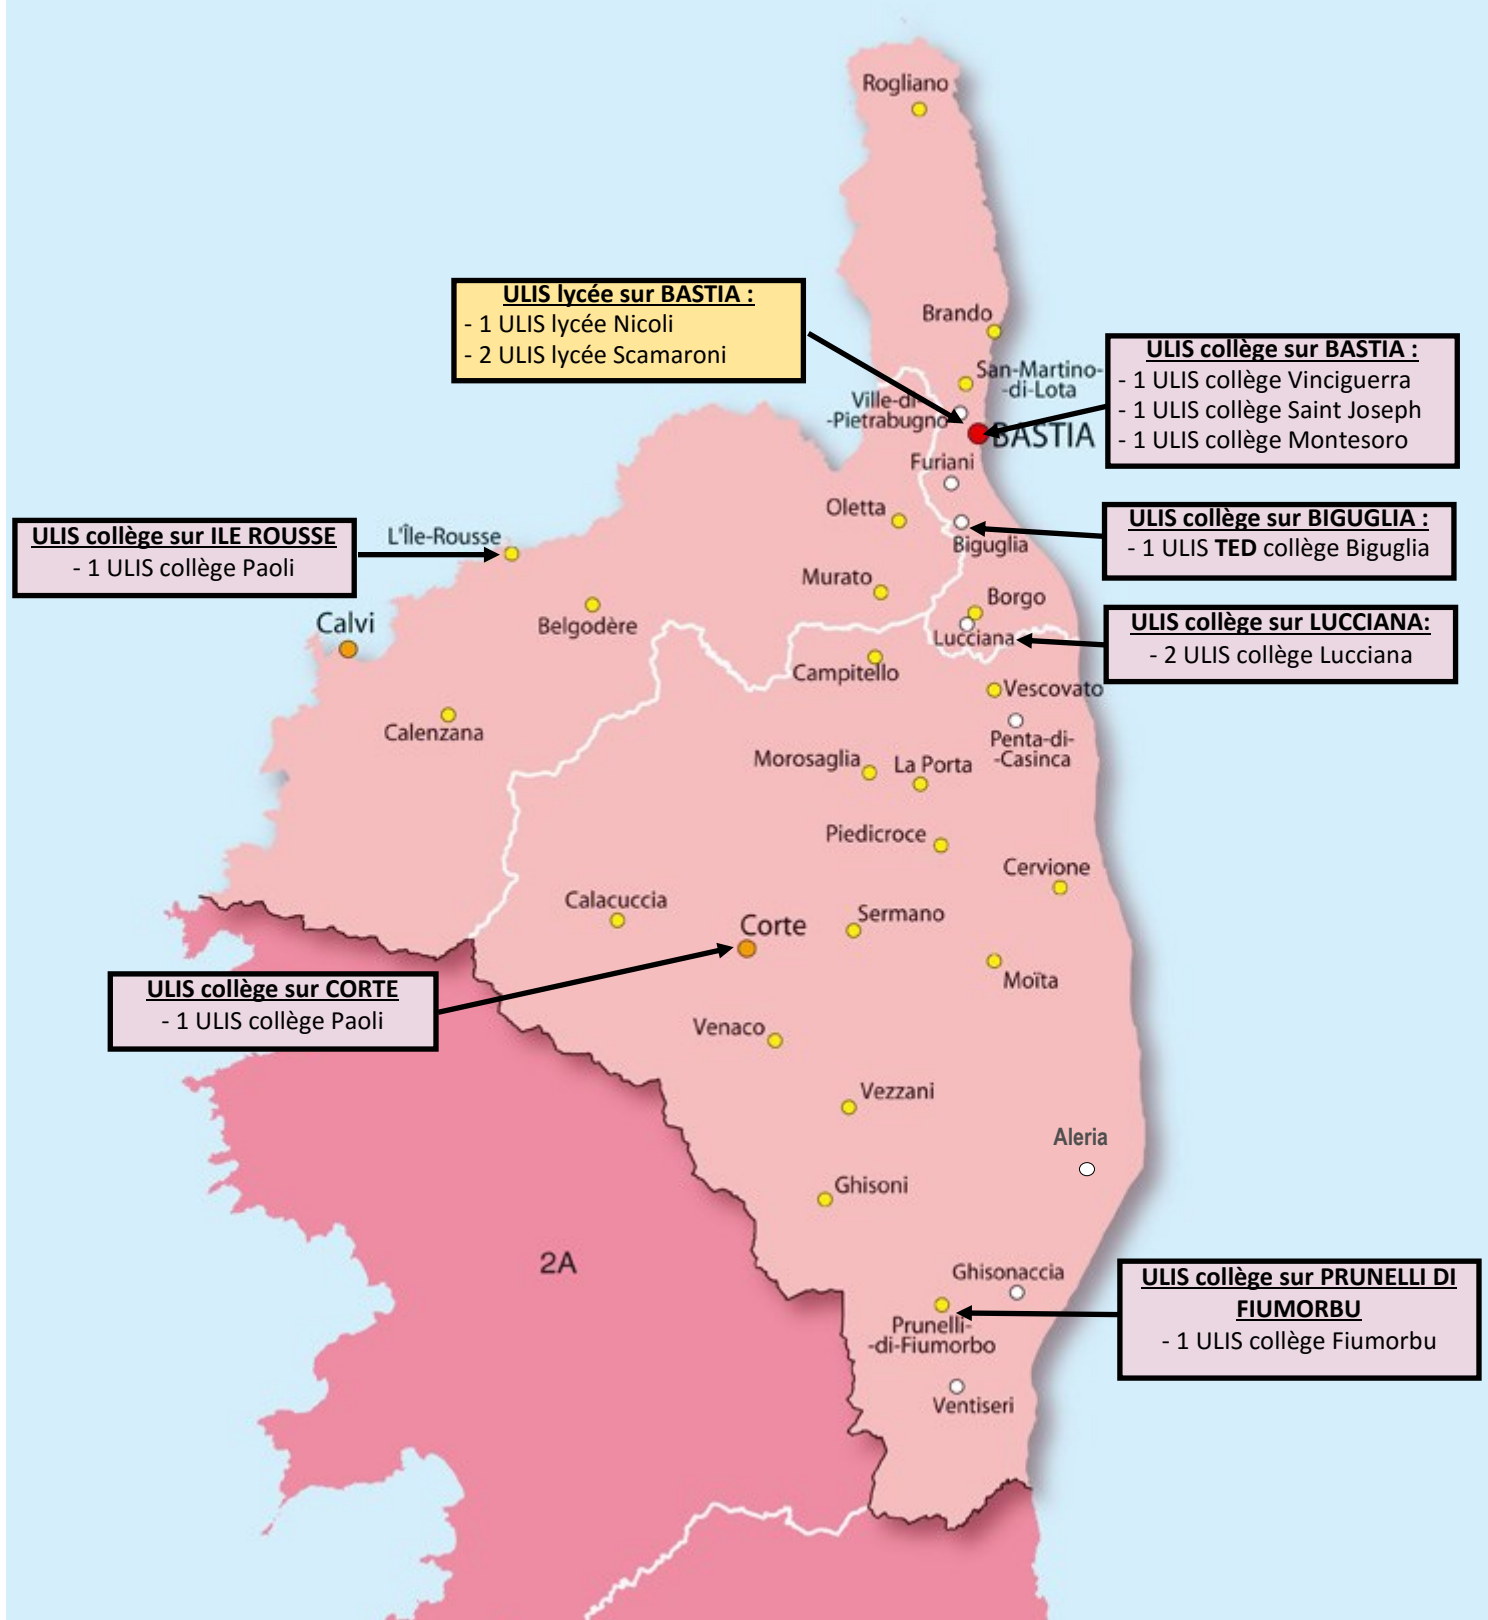 Rogliano
ULIS lycée sur BASTIA :
- 1 ULIS lycée Nicoli
- 2 ULIS lycée Scamaroni
Brando
ULIS collège sur BASTIA :
- 1 ULIS collège Vinciguerra
- 1 ULIS collège Saint Joseph
- 1 ULIS collège Montesoro
San-Martino-
-di-Lota
Ville-di-
-Pietrabugno
BASTIA
Furiani
Oletta
ULIS collège sur BIGUGLIA :
- 1 ULIS TED collège Biguglia
Biguglia
ULIS collège sur ILE ROUSSE
- 1 ULIS collège Paoli
L'Île-Rousse
Murato
Borgo
Belgodère
Calvi
Lucciana
ULIS collège sur LUCCIANA:
- 2 ULIS collège Lucciana
Campitello
Vescovato
Calenzana
Penta-di-
-Casinca
Morosaglia
La Porta
Piedicroce
Cervione
Calacuccia
Corte
Sermano
Moïta
ULIS collège sur CORTE
- 1 ULIS collège Paoli
Venaco
Vezzani
Aleria
Ghisoni
2A
Ghisonaccia
ULIS collège sur PRUNELLI DI
FIUMORBU
- 1 ULIS collège Fiumorbu
Prunelli-
-di-Fiumorbo
Ventiseri